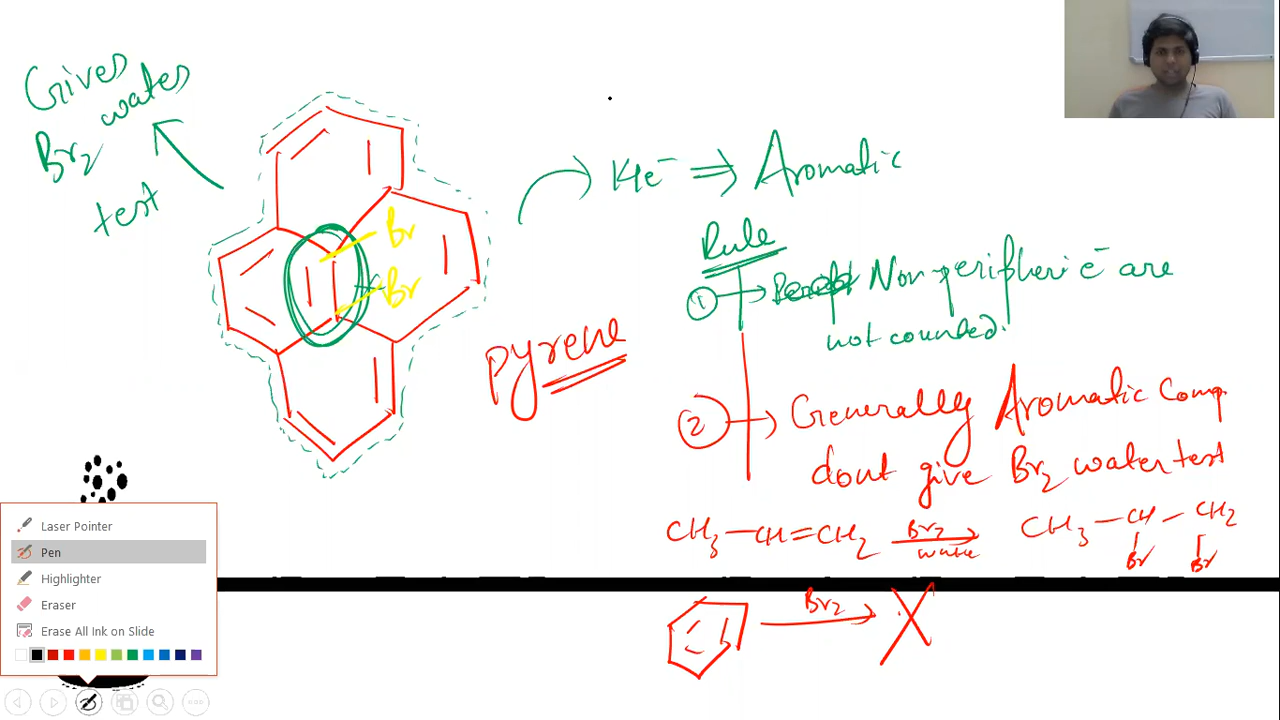 Gives
Br2 water
test
Br
Br
Pyrene
14e⁻ ⇒ Aromatic
Rule
① → Non-peripheric e⁻ are
not counted.
② → Generally Aromatic Comp
dont give Br2 water test
CH3—CH=CH2 Br2 water → CH3—CH—CH2
Br Br
Br2 → X
Laser Pointer
Pen
Highlighter
Eraser
Erase All Ink on Slide